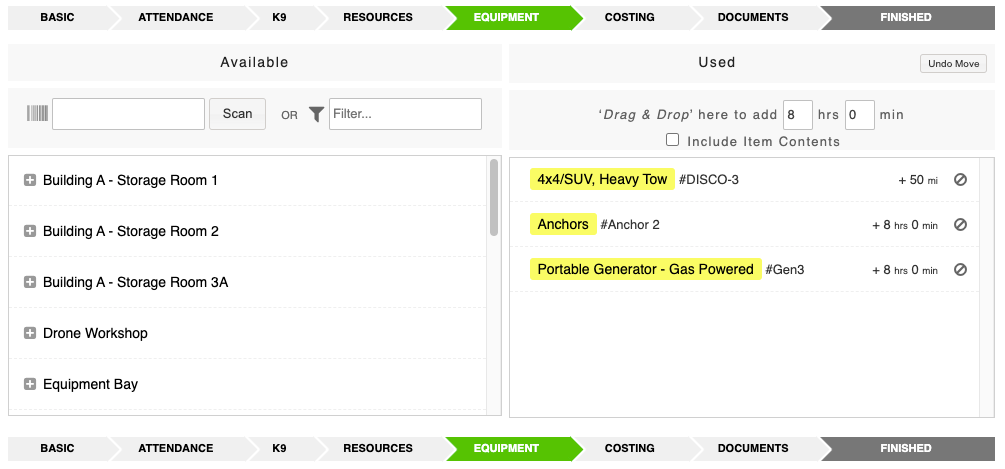 BASIC ATTENDANCE K9 RESOURCES EQUIPMENT COSTING DOCUMENTS FINISHED
Available
Scan OR Filter...
Building A - Storage Room 1
Building A - Storage Room 2
Building A - Storage Room 3A
Drone Workshop
Equipment Bay
Used Undo Move
'Drag & Drop' here to add 8 hrs 0 min
Include Item Contents
4x4/SUV, Heavy Tow #DISCO-3 + 50 mi
Anchors #Anchor 2 + 8 hrs 0 min
Portable Generator - Gas Powered #Gen3 + 8 hrs 0 min
BASIC ATTENDANCE K9 RESOURCES EQUIPMENT COSTING DOCUMENTS FINISHED